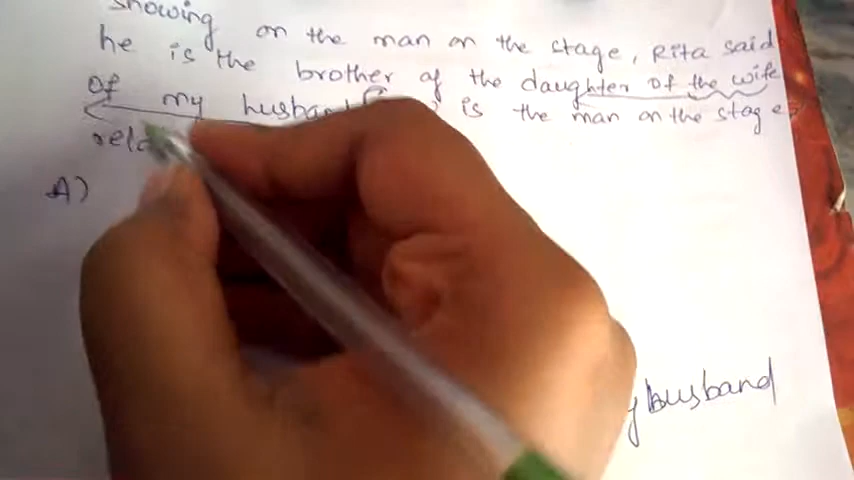 showing on the man on the stage, Rita said
he is the brother of the daughter of the wife
of my husband is the man on the stage
A)
husband